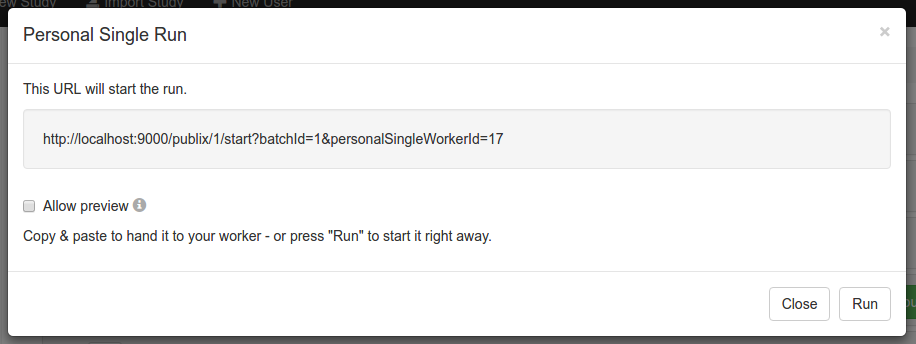 Study
Import Study
New User
Personal Single Run
×
This URL will start the run.
http://localhost:9000/publix/1/start?batchId=1&personalSingleWorkerId=17
Allow preview
Copy & paste to hand it to your worker - or press "Run" to start it right away.
Close
Run